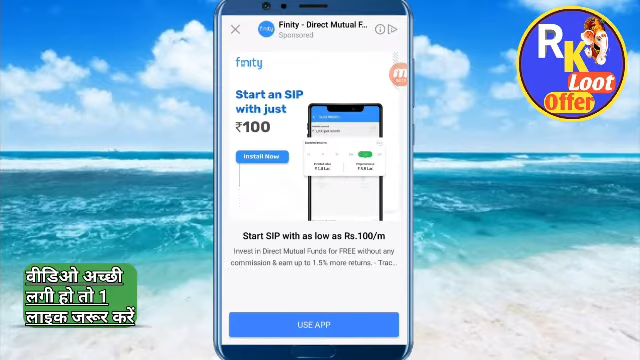 Finity - Direct Mutual F...
Sponsored
finity
Start an SIP
with just
₹100
Install Now
Start SIP with as low as Rs.100/m
Invest in Direct Mutual Funds for FREE without any
commission & earn up to 1.5% more returns. - Trac...
USE APP
RK
Loot
Offer
वीडियो अच्छी
लगी हो तो 1
लाइक जरूर करें